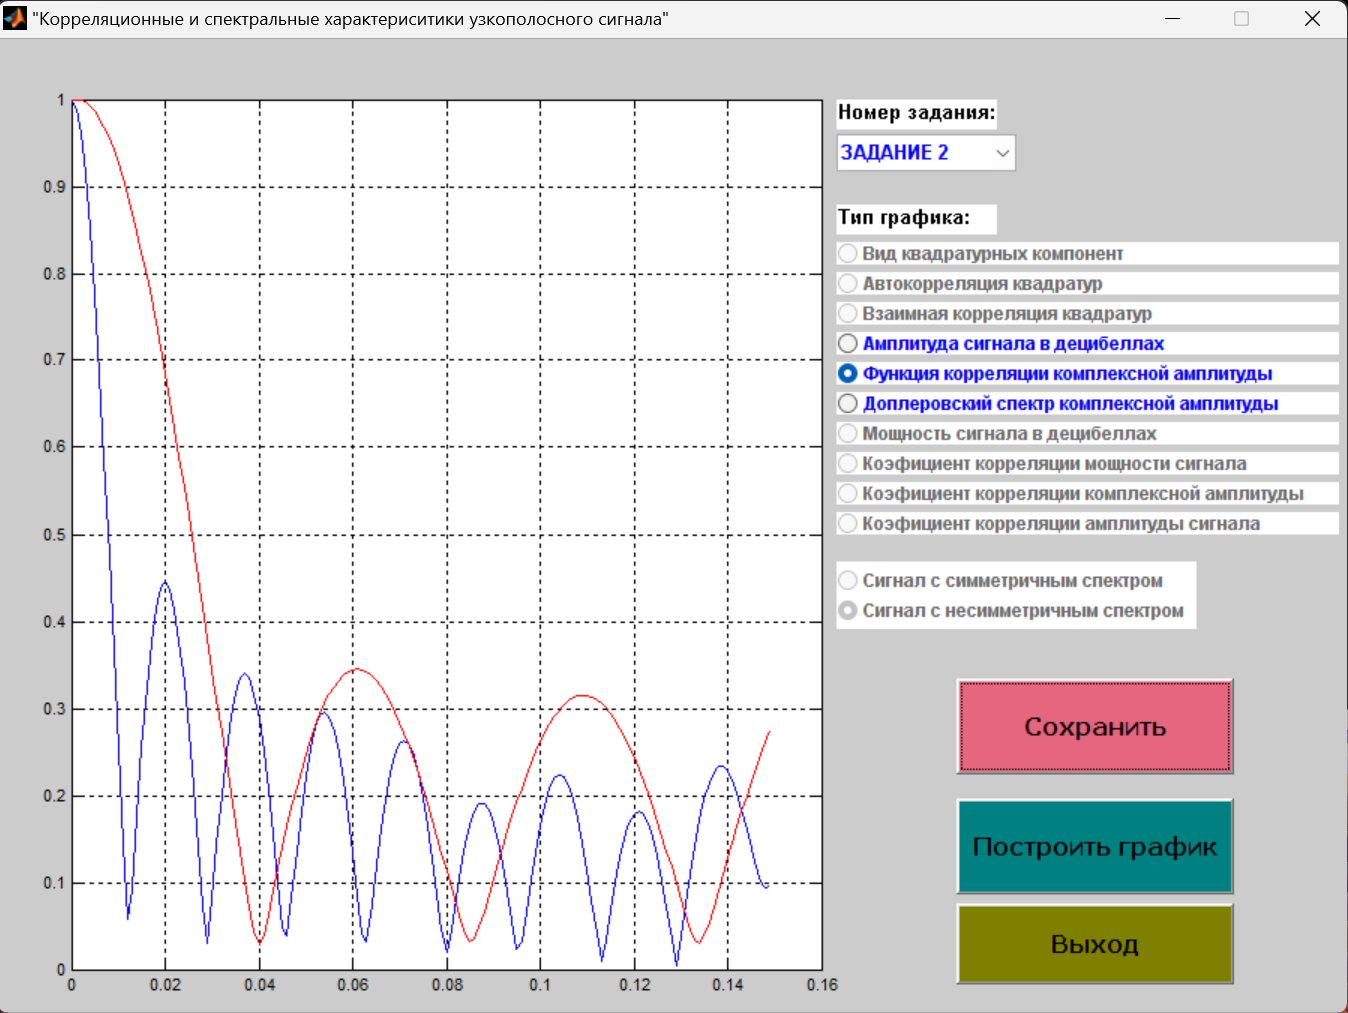 "Корреляционные и спектральные характериситики узкополосного сигнала"
Номер задания:
ЗАДАНИЕ 2
Тип графика:
Вид квадратурных компонент
Автокорреляция квадратур
Взаимная корреляция квадратур
Амплитуда сигнала в децибеллах
Функция корреляции комплексной амплитуды
Доплеровский спектр комплексной амплитуды
Мощность сигнала в децибеллах
Коэфициент корреляции мощности сигнала
Коэфициент корреляции комплексной амплитуды
Коэфициент корреляции амплитуды сигнала
Сигнал с симметричным спектром
Сигнал с несимметричным спектром
Сохранить
Построить график
Выход
1
0.9
0.8
0.7
0.6
0.5
0.4
0.3
0.2
0.1
0
0 0.02 0.04 0.06 0.08 0.1 0.12 0.14 0.16